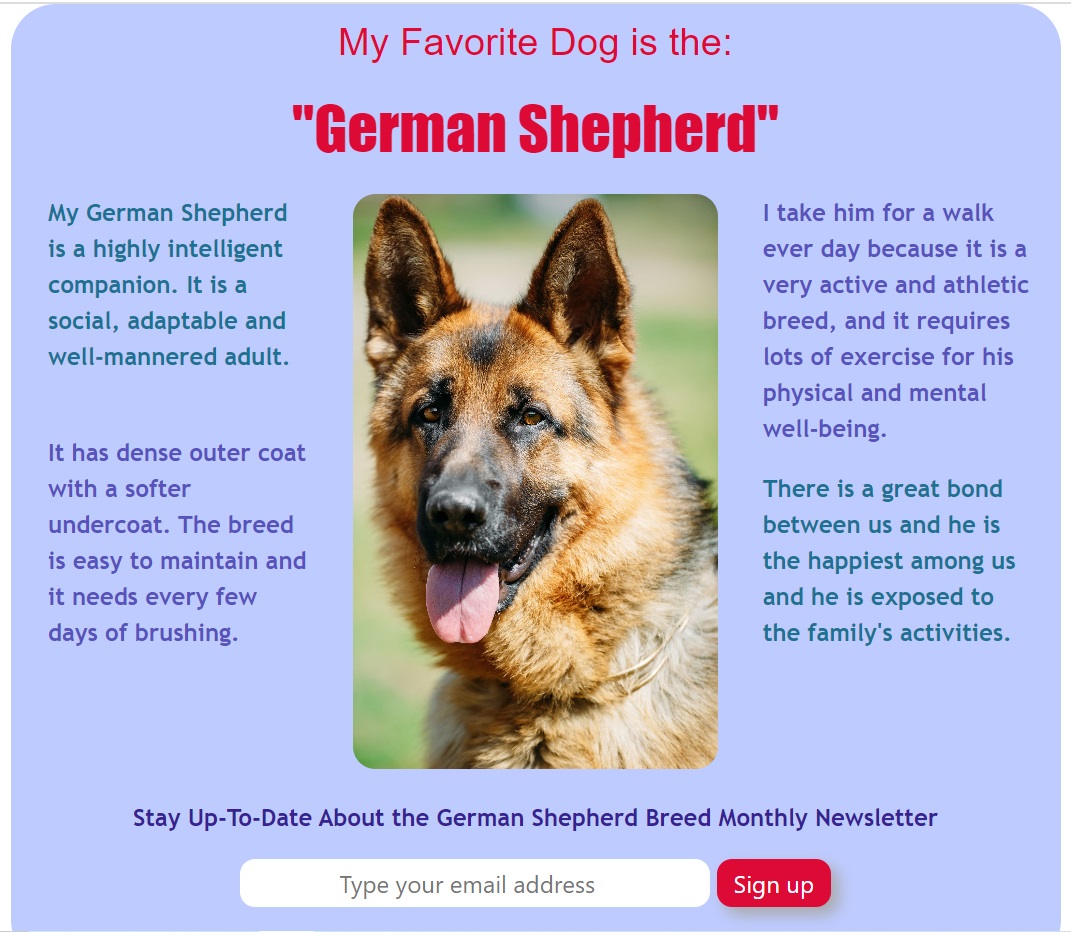 My Favorite Dog is the:
"German Shepherd"
My German Shepherd
is a highly intelligent
companion. It is a
social, adaptable and
well-mannered adult.
It has dense outer coat
with a softer
undercoat. The breed
is easy to maintain and
it needs every few
days of brushing.
I take him for a walk
ever day because it is a
very active and athletic
breed, and it requires
lots of exercise for his
physical and mental
well-being.
There is a great bond
between us and he is
the happiest among us
and he is exposed to
the family's activities.
Stay Up-To-Date About the German Shepherd Breed Monthly Newsletter
Type your email address
Sign up